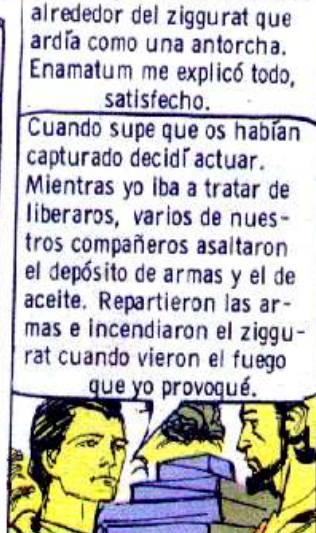 alrededor del ziggurat que
ardía como una antorcha.
Enamatum me explicó todo,
satisfecho.
Cuando supe que os habían
capturado decidí actuar.
Mientras yo iba a tratar de
liberaros, varios de nues-
tros compañeros asaltaron
el depósito de armas y el de
aceite. Repartieron las ar-
mas e incendiaron el ziggu-
rat cuando vieron el fuego
que yo provoqué.